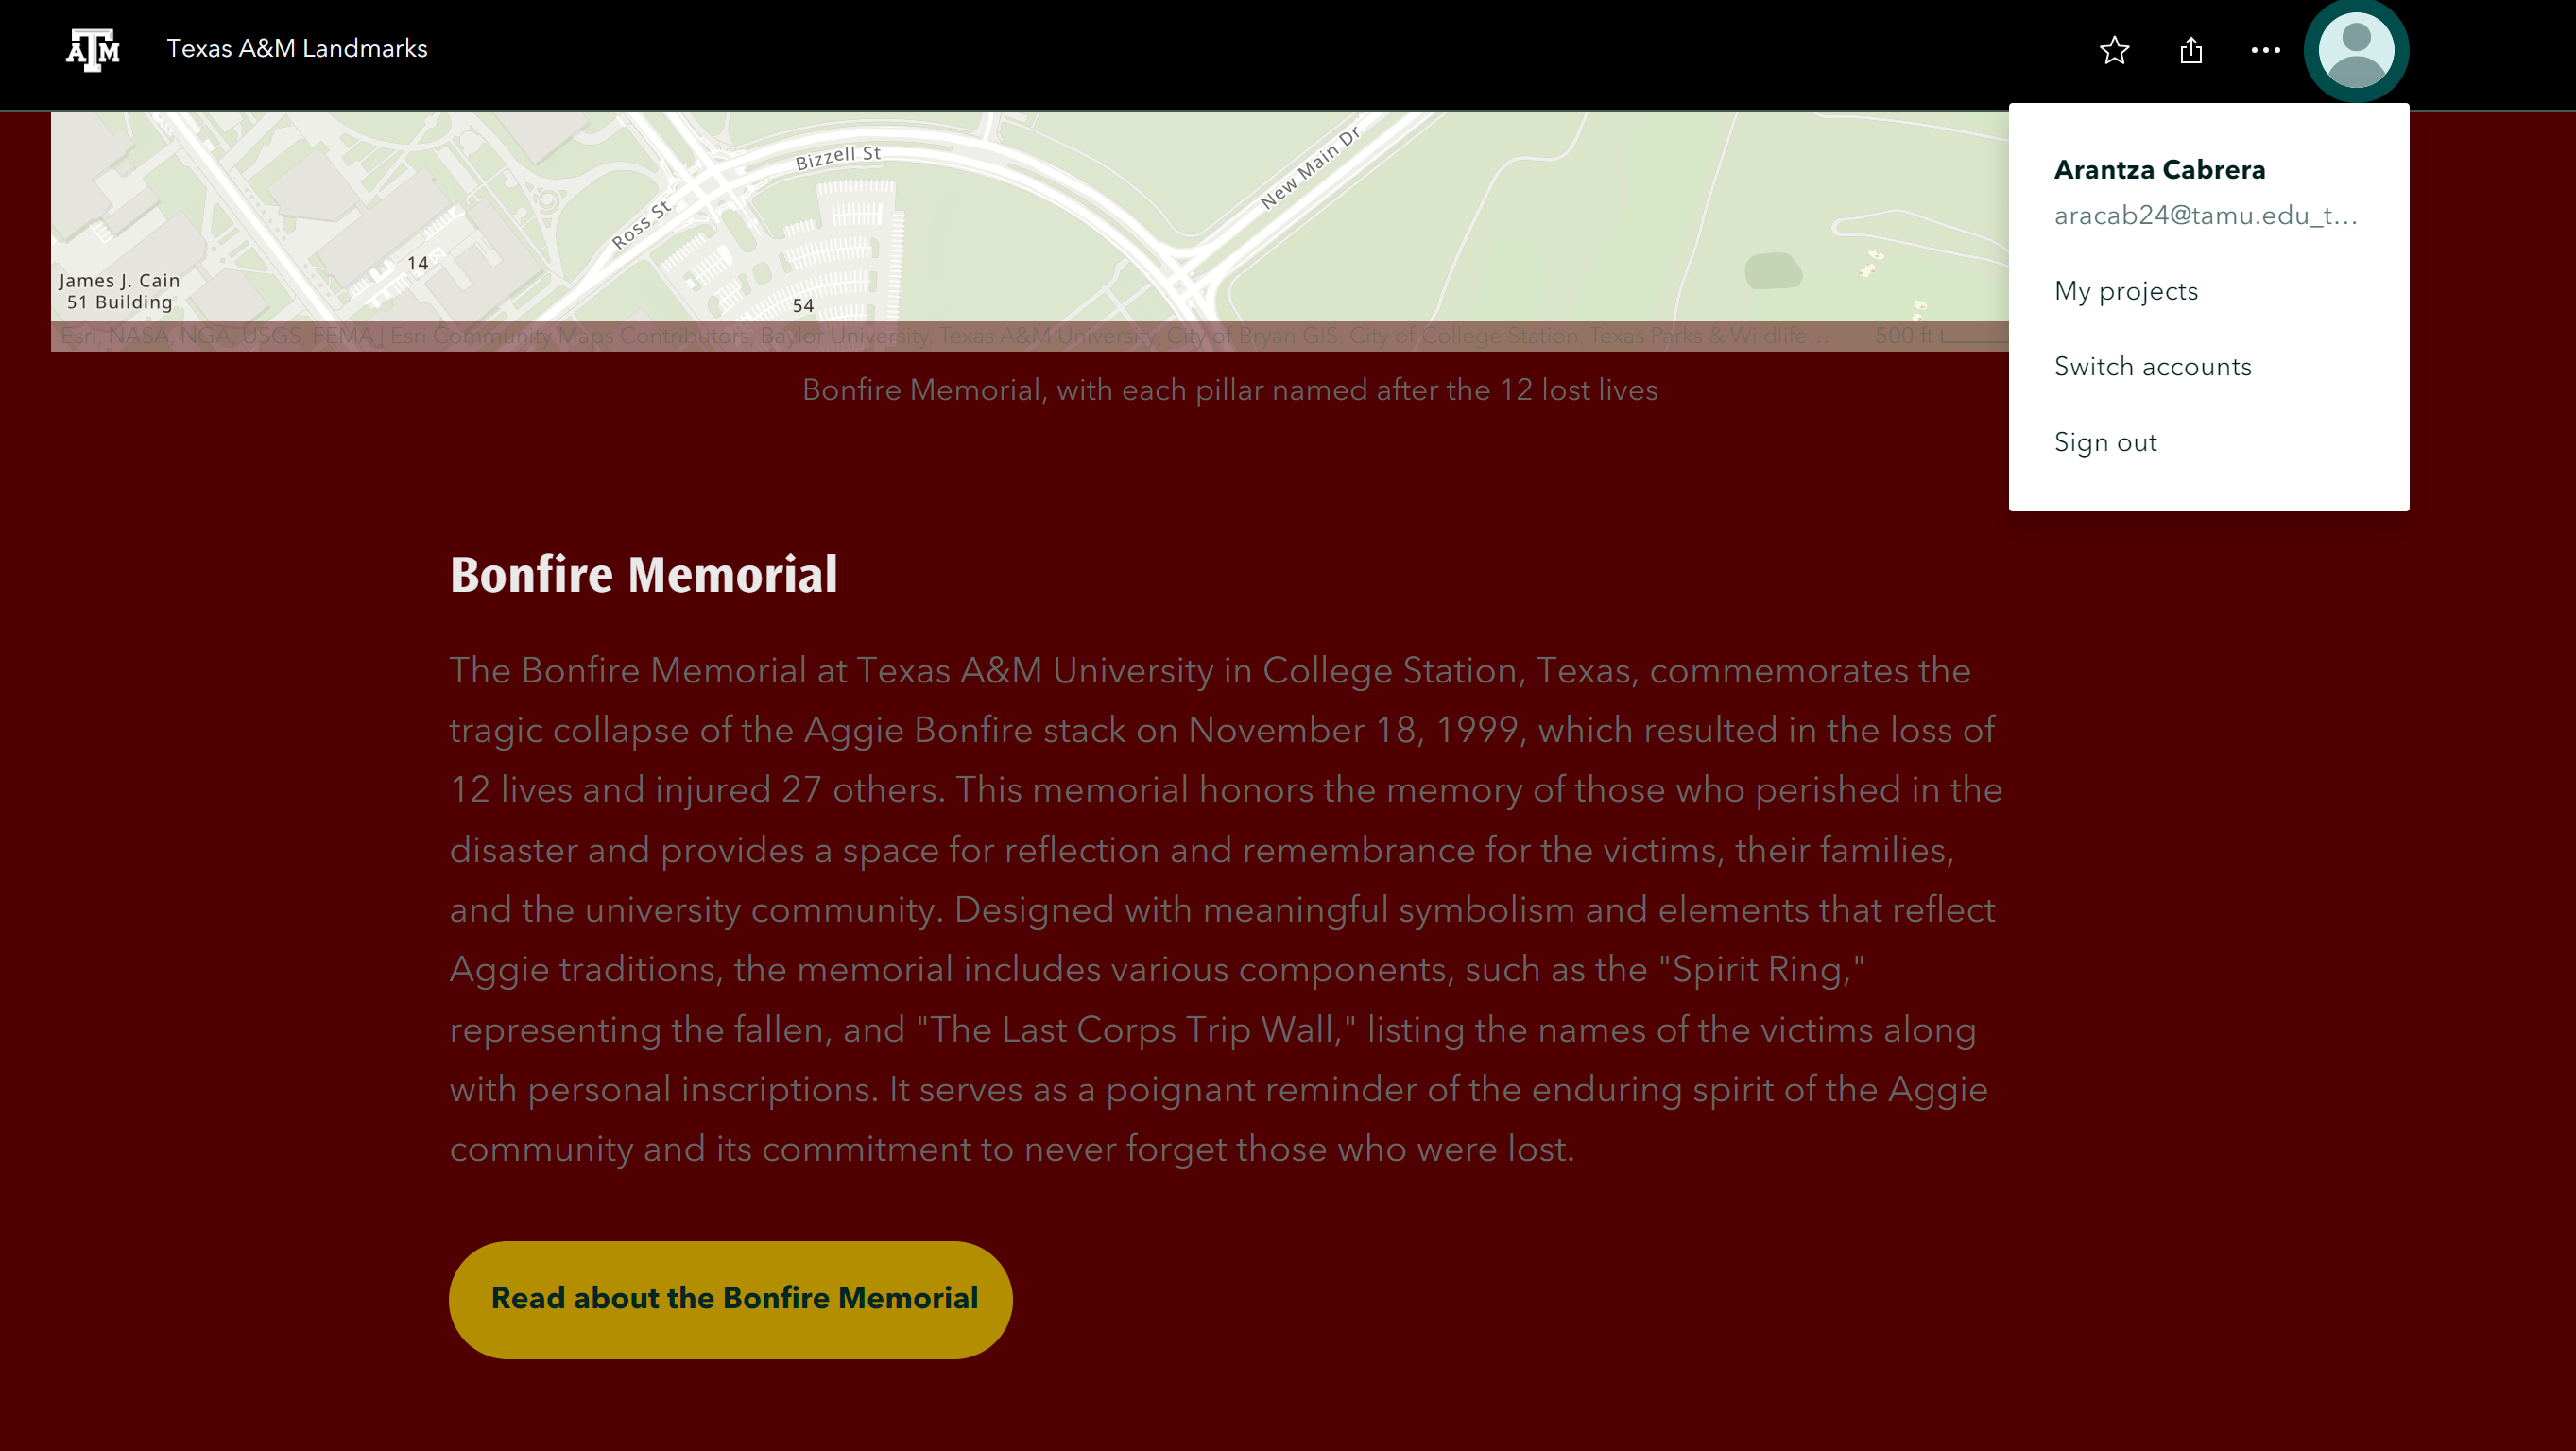 ATM
Texas A&M Landmarks
Arantza Cabrera
aracab24@tamu.edu_t...
My projects
Switch accounts
Sign out
Bizzell St
New Main Dr
Ross St
14
James J. Cain
51 Building
54
Esri, NASA, NGA, USGS, FEMA | Esri Community Maps Contributors, Baylor University, Texas A&M University, City of Bryan GIS, City of College Station, Texas Parks & Wildlife...
500 ft
Bonfire Memorial, with each pillar named after the 12 lost lives
Bonfire Memorial
The Bonfire Memorial at Texas A&M University in College Station, Texas, commemorates the
tragic collapse of the Aggie Bonfire stack on November 18, 1999, which resulted in the loss of
12 lives and injured 27 others. This memorial honors the memory of those who perished in the
disaster and provides a space for reflection and remembrance for the victims, their families,
and the university community. Designed with meaningful symbolism and elements that reflect
Aggie traditions, the memorial includes various components, such as the "Spirit Ring,"
representing the fallen, and "The Last Corps Trip Wall," listing the names of the victims along
with personal inscriptions. It serves as a poignant reminder of the enduring spirit of the Aggie
community and its commitment to never forget those who were lost.
Read about the Bonfire Memorial